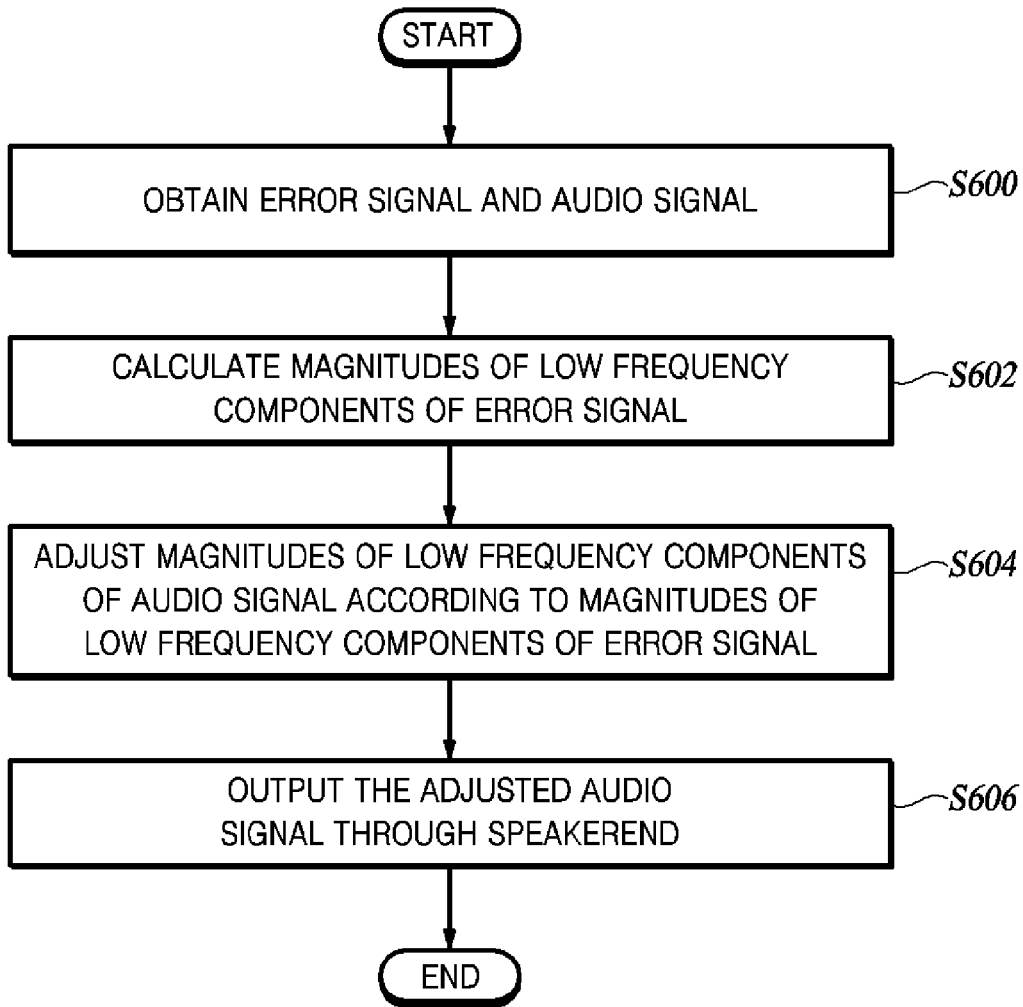 START
OBTAIN ERROR SIGNAL AND AUDIO SIGNAL
S600
CALCULATE MAGNITUDES OF LOW FREQUENCY
COMPONENTS OF ERROR SIGNAL
S602
ADJUST MAGNITUDES OF LOW FREQUENCY COMPONENTS
OF AUDIO SIGNAL ACCORDING TO MAGNITUDES OF
LOW FREQUENCY COMPONENTS OF ERROR SIGNAL
S604
OUTPUT THE ADJUSTED AUDIO
SIGNAL THROUGH SPEAKEREND
S606
END